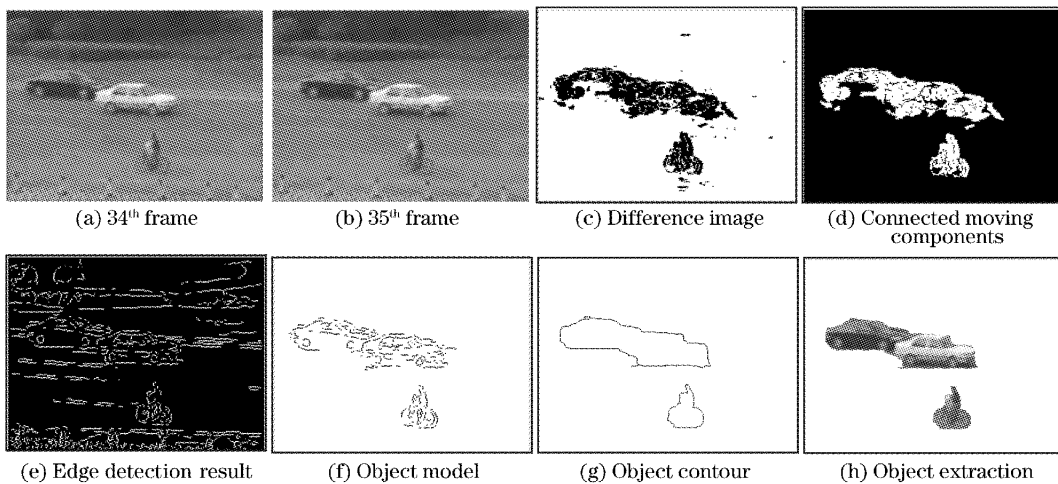 (a) 34th frame
(b) 35th frame
(c) Difference image
(d) Connected moving
components
(e) Edge detection result
(f) Object model
(g) Object contour
(h) Object extraction